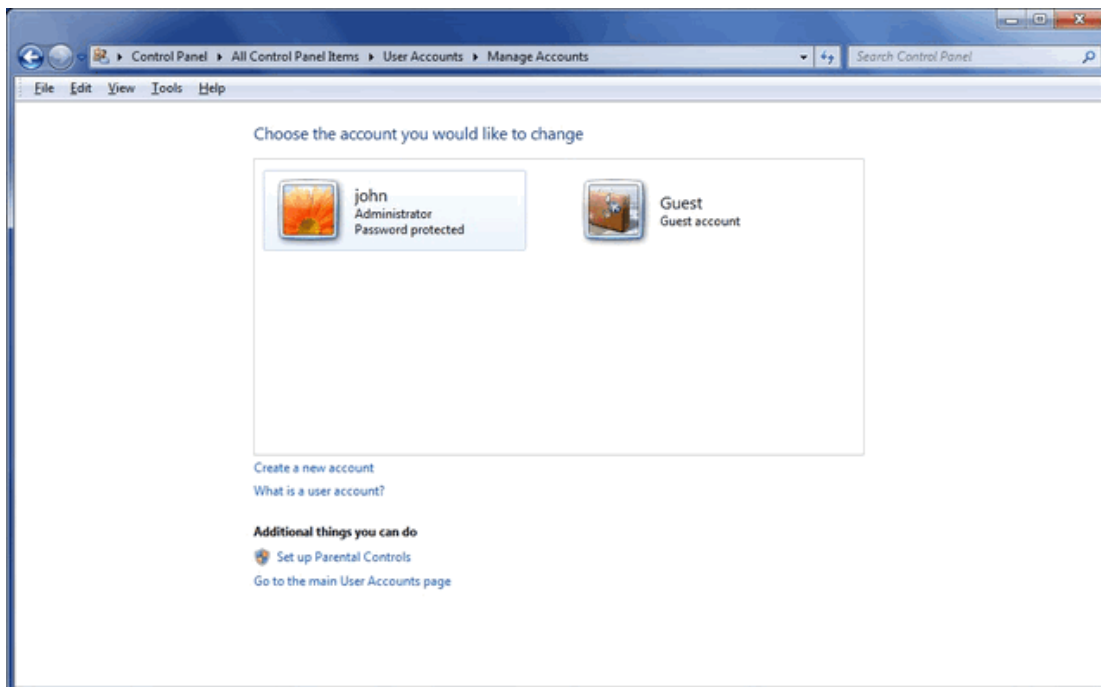 Control Panel All Control Panel Items User Accounts Manage Accounts
Search Control Panel
File Edit View Tools Help
Choose the account you would like to change
john
Administrator
Password protected
Guest
Guest account
Create a new account
What is a user account?
Additional things you can do
Set up Parental Controls
Go to the main User Accounts page